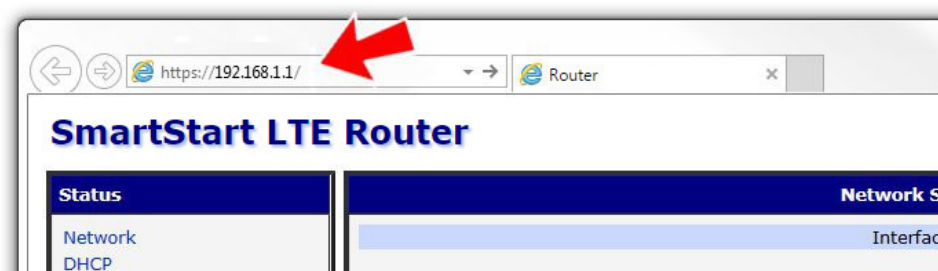 https://192.168.1.1/
Router
SmartStart LTE Router
Status
Network S
Network
Interfac
DHCP